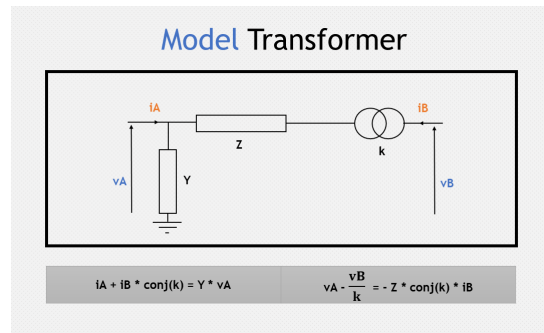 Model Transformer
iA
iB
Z
k
vA
Y
vB
iA + iB * conj(k) = Y * vA
vA - vB/k = - Z * conj(k) * iB